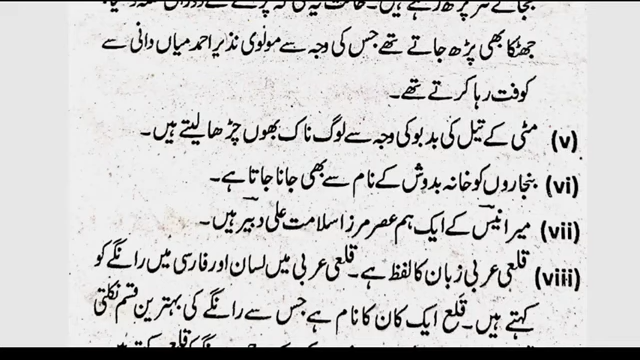 جھٹکا بھی پڑھ جاتے تھے جس کی وجہ سے مولوی نذیر احمد میاں دانی سے
کوفت رہا کرتے تھے۔
(v) مٹی کے تیل کی بدبو کی وجہ سے لوگ ناک بھوں چڑھا لیتے ہیں۔
(vi) بنجاروں کو خانہ بدوش کے نام سے بھی جانا جاتا ہے۔
(vii) میر انیسؔ کے ایک ہم عصر مرزا سلامت علی دبیرؔ ہیں۔
(viii) قلعی عربی زبان کا لفظ ہے۔ قلعی عربی میں لسان اور فارسی میں رانگے کو
کہتے ہیں۔ قلع ایک کان کا نام ہے جس سے رانگے کی بہترین قسم نکلتی